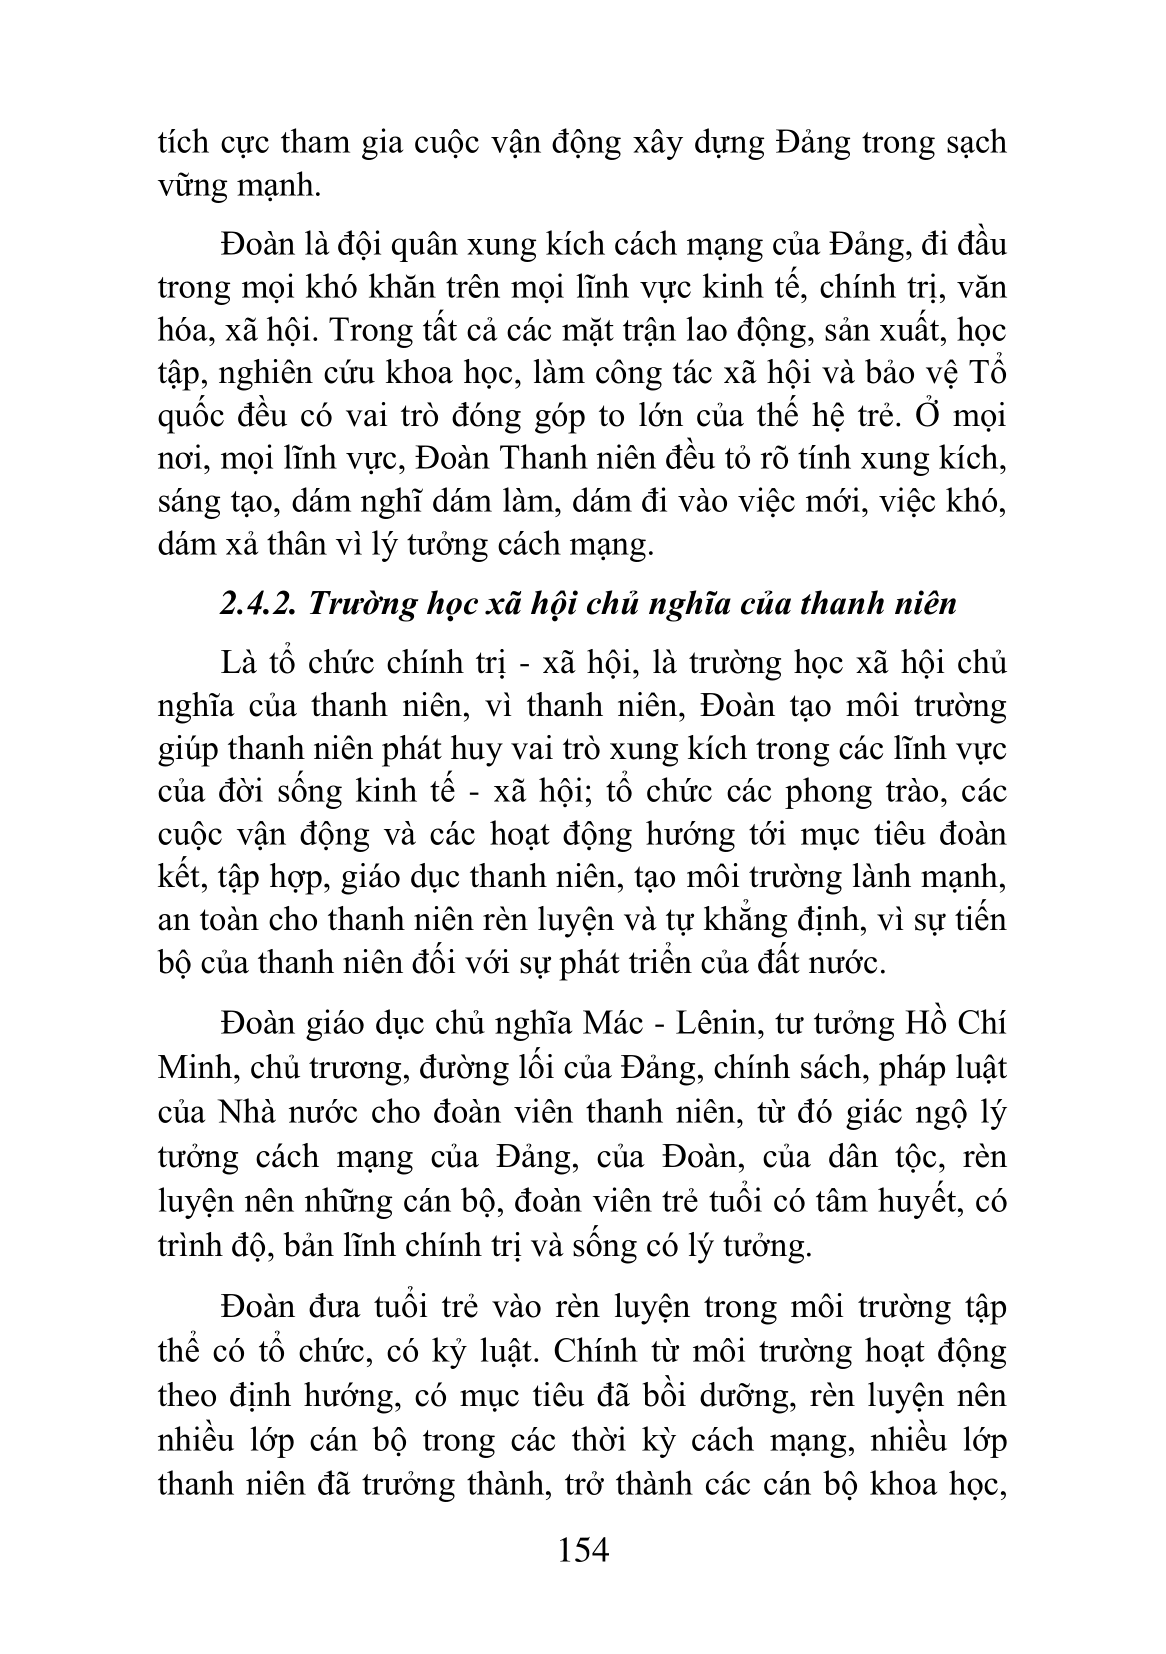 tích cực tham gia cuộc vận động xây dựng Đảng trong sạch
vững mạnh.
Đoàn là đội quân xung kích cách mạng của Đảng, đi đầu
trong mọi khó khăn trên mọi lĩnh vực kinh tế, chính trị, văn
hóa, xã hội. Trong tất cả các mặt trận lao động, sản xuất, học
tập, nghiên cứu khoa học, làm công tác xã hội và bảo vệ Tổ
quốc đều có vai trò đóng góp to lớn của thế hệ trẻ. Ở mọi
nơi, mọi lĩnh vực, Đoàn Thanh niên đều tỏ rõ tính xung kích,
sáng tạo, dám nghĩ dám làm, dám đi vào việc mới, việc khó,
dám xả thân vì lý tưởng cách mạng.
2.4.2. Trường học xã hội chủ nghĩa của thanh niên
Là tổ chức chính trị - xã hội, là trường học xã hội chủ
nghĩa của thanh niên, vì thanh niên, Đoàn tạo môi trường
giúp thanh niên phát huy vai trò xung kích trong các lĩnh vực
của đời sống kinh tế - xã hội; tổ chức các phong trào, các
cuộc vận động và các hoạt động hướng tới mục tiêu đoàn
kết, tập hợp, giáo dục thanh niên, tạo môi trường lành mạnh,
an toàn cho thanh niên rèn luyện và tự khẳng định, vì sự tiến
bộ của thanh niên đối với sự phát triển của đất nước.
Đoàn giáo dục chủ nghĩa Mác - Lênin, tư tưởng Hồ Chí
Minh, chủ trương, đường lối của Đảng, chính sách, pháp luật
của Nhà nước cho đoàn viên thanh niên, từ đó giác ngộ lý
tưởng cách mạng của Đảng, của Đoàn, của dân tộc, rèn
luyện nên những cán bộ, đoàn viên trẻ tuổi có tâm huyết, có
trình độ, bản lĩnh chính trị và sống có lý tưởng.
Đoàn đưa tuổi trẻ vào rèn luyện trong môi trường tập
thể có tổ chức, có kỷ luật. Chính từ môi trường hoạt động
theo định hướng, có mục tiêu đã bồi dưỡng, rèn luyện nên
nhiều lớp cán bộ trong các thời kỳ cách mạng, nhiều lớp
thanh niên đã trưởng thành, trở thành các cán bộ khoa học,
154